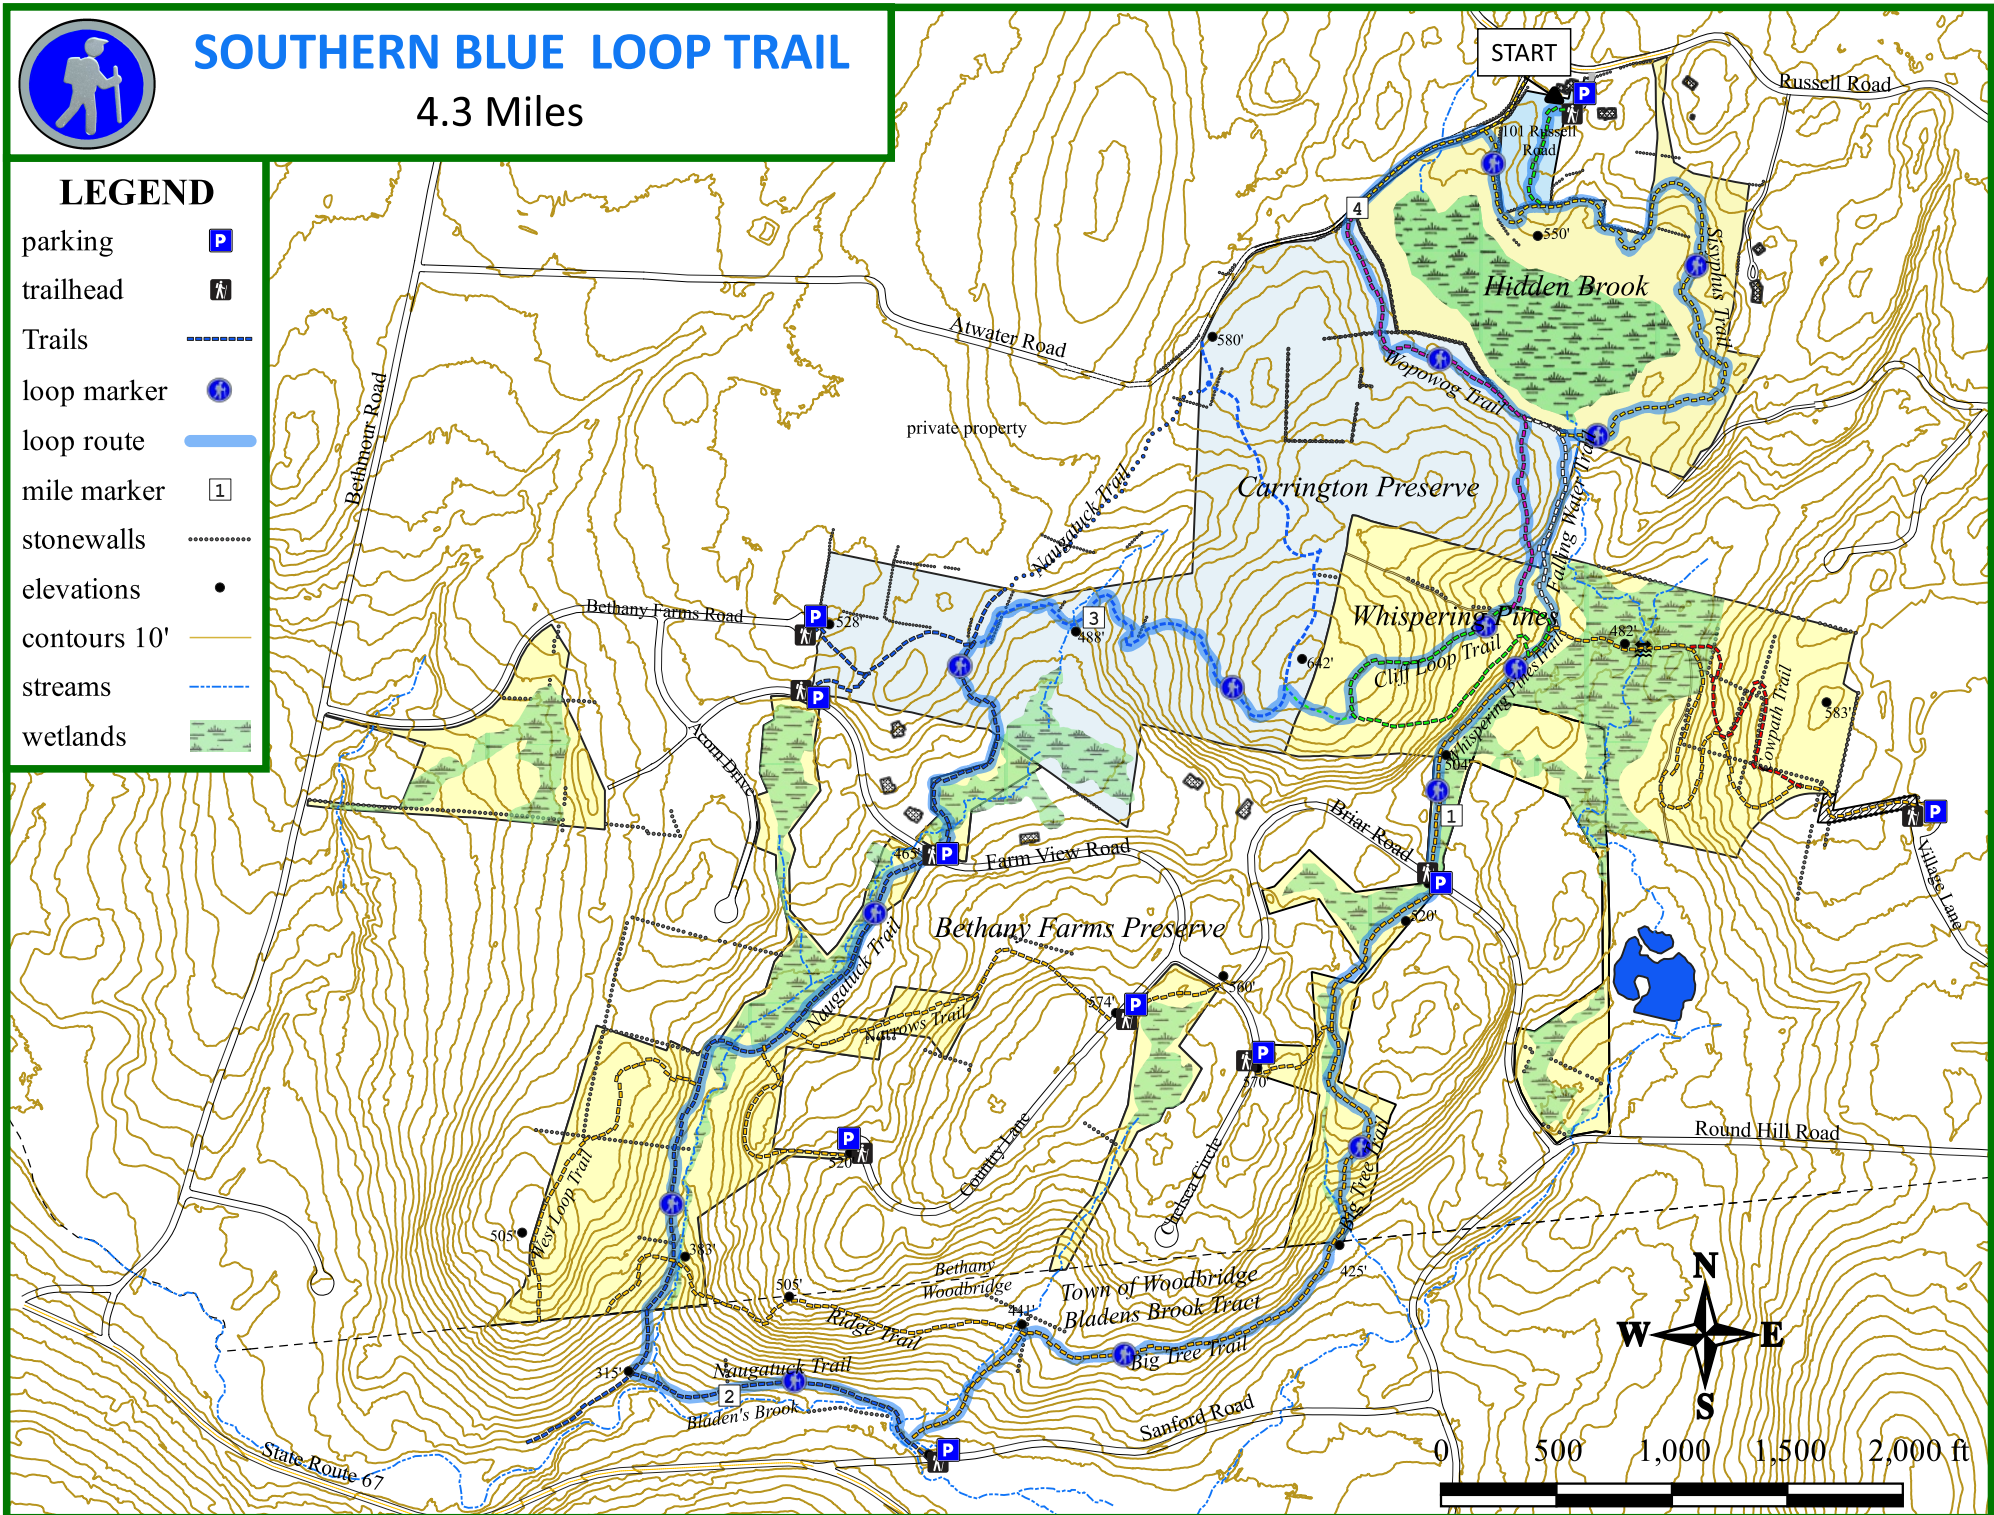 SOUTHERN BLUE LOOP TRAIL
4.3 Miles
LEGEND
parking
P
trailhead
Trails
loop marker
loop route
mile marker
1
stonewalls
elevations
contours 10'
streams
wetlands
START
P
Russell Road
101 Russell
Road
4
550'
Sisyphus Trail
Hidden Brook
580'
Atwater Road
Wopowog Trail
Bethmour Road
private property
Carrington Preserve
Naugatuck Trail
Falling Water Trail
Bethany Farms Road
P
528'
3
488'
Whispering Pines
482'
642'
Cliff Loop Trail
Whispering Pines Trail
Towpath Trail
583'
P
Acorn Drive
504'
1
P
Briar Road
Village Lane
465'
P
Farm View Road
P
520'
Bethany Farms Preserve
Naugatuck Trail
560'
574'
P
Narrows Trail
P
570'
P
520'
Country Lane
Chelsea Circle
Big Tree Trail
Round Hill Road
West Loop Trail
505'
383'
Bethany
Woodbridge
505'
Town of Woodbridge
Bladens Brook Tract
425'
441'
Ridge Trail
Big Tree Trail
315'
Naugatuck Trail
2
Bladen's Brook
Sanford Road
P
State Route 67
N
W
E
S
0 500 1,000 1,500 2,000 ft